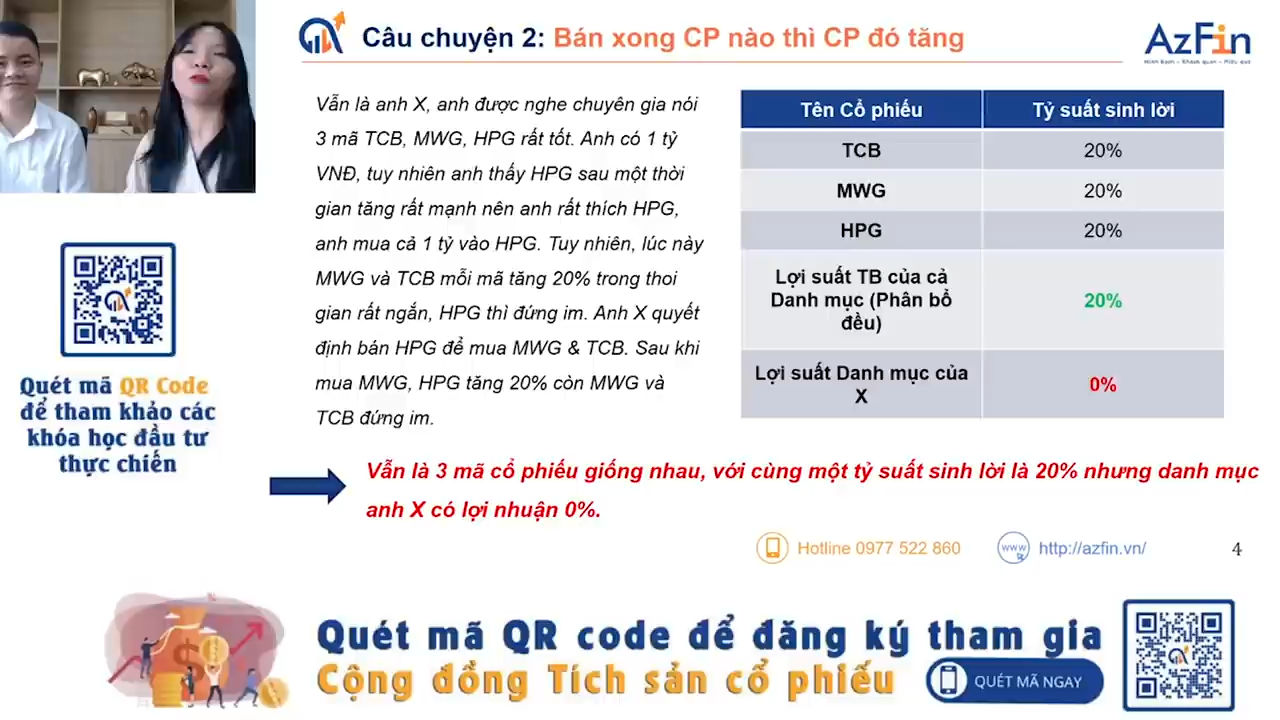 Câu chuyện 2: Bán xong CP nào thì CP đó tăng
AzFin
Vẫn là anh X, anh được nghe chuyên gia nói
3 mã TCB, MWG, HPG rất tốt. Anh có 1 tỷ
VNĐ, tuy nhiên anh thấy HPG sau một thời
gian tăng rất mạnh nên anh rất thích HPG,
anh mua cả 1 tỷ vào HPG. Tuy nhiên, lúc này
MWG và TCB mỗi mã tăng 20% trong thoi
gian rất ngắn, HPG thì đứng im. Anh X quyết
định bán HPG để mua MWG & TCB. Sau khi
mua MWG, HPG tăng 20% còn MWG và
TCB đứng im.
Tên Cổ phiếu Tỷ suất sinh lời
TCB 20%
MWG 20%
HPG 20%
Lợi suất TB của cả
Danh mục (Phân bổ
đều)
20%
Lợi suất Danh mục của
X
0%
Quét mã QR Code
để tham khảo các
khóa học đầu tư
thực chiến
Vẫn là 3 mã cổ phiếu giống nhau, với cùng một tỷ suất sinh lời là 20% nhưng danh mục
anh X có lợi nhuận 0%.
Hotline 0977 522 860
www
http://azfin.vn/
4
Quét mã QR code để đăng ký tham gia
Cộng đồng Tích sản cổ phiếu
QUÉT MÃ NGAY